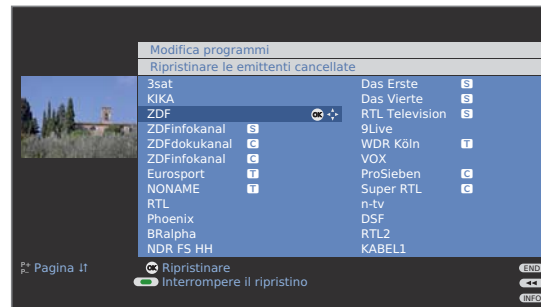 Modifica programmi
Ripristinare le emittenti cancellate
3sat Das Erste S
KIKA Das Vierte S
ZDF OK RTL Television S
ZDFinfokanal S 9Live
ZDFdokukanal C WDR Köln T
ZDFinfokanal C VOX
Eurosport T ProSieben C
NONAME T Super RTL C
RTL n-tv
Phoenix DSF
BRalpha RTL2
NDR FS HH KABEL1
P+ P– Pagina OK Ripristinare END
Interrompere il ripristino
INFO